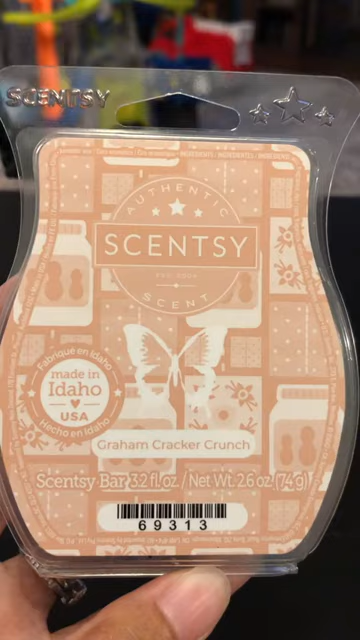 SCENTSY
AUTHENTIC
SCENTSY
EST. 2004
SCENT
Fabriqué en Idaho
made in
Idaho
USA
Hecho en Idaho
Graham Cracker Crunch
Scentsy Bar 3.2 fl. oz. / Net Wt. 2.6 oz. (74 g)
69313